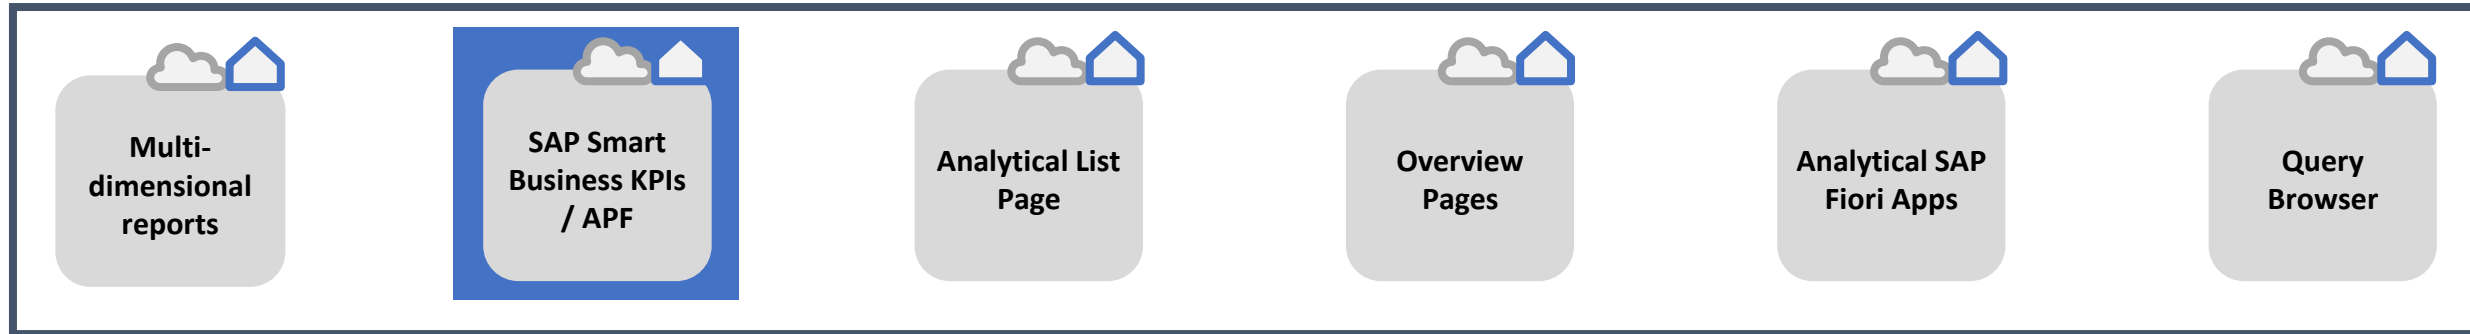 Multi-
dimensional
reports
SAP Smart
Business KPIs
/ APF
Analytical List
Page
Overview
Pages
Analytical SAP
Fiori Apps
Query
Browser